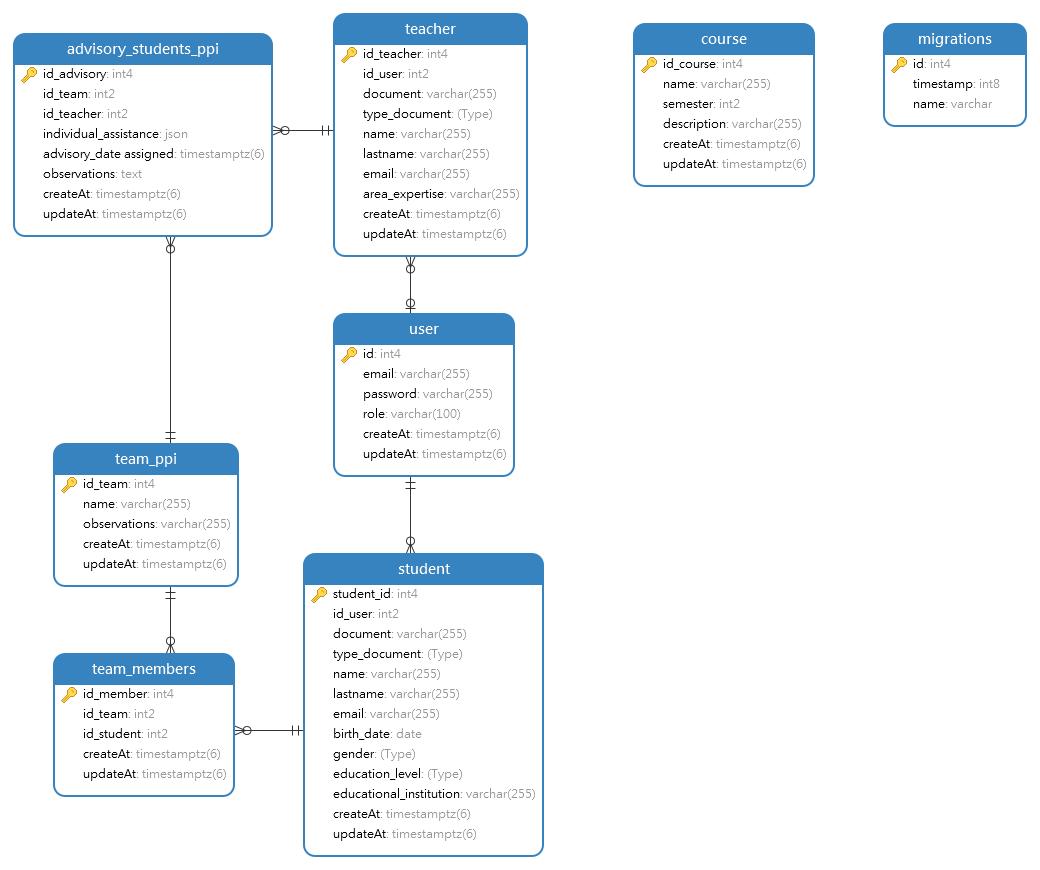 advisory_students_ppi
id_advisory: int4
id_team: int2
id_teacher: int2
individual_assistance: json
advisory_date assigned: timestamptz(6)
observations: text
createAt: timestamptz(6)
updateAt: timestamptz(6)
teacher
id_teacher: int4
id_user: int2
document: varchar(255)
type_document: (Type)
name: varchar(255)
lastname: varchar(255)
email: varchar(255)
area_expertise: varchar(255)
createAt: timestamptz(6)
updateAt: timestamptz(6)
course
id_course: int4
name: varchar(255)
semester: int2
description: varchar(255)
createAt: timestamptz(6)
updateAt: timestamptz(6)
migrations
id: int4
timestamp: int8
name: varchar
user
id: int4
email: varchar(255)
password: varchar(255)
role: varchar(100)
createAt: timestamptz(6)
updateAt: timestamptz(6)
team_ppi
id_team: int4
name: varchar(255)
observations: varchar(255)
createAt: timestamptz(6)
updateAt: timestamptz(6)
student
student_id: int4
id_user: int2
document: varchar(255)
type_document: (Type)
name: varchar(255)
lastname: varchar(255)
email: varchar(255)
birth_date: date
gender: (Type)
education_level: (Type)
educational_institution: varchar(255)
createAt: timestamptz(6)
updateAt: timestamptz(6)
team_members
id_member: int4
id_team: int2
id_student: int2
createAt: timestamptz(6)
updateAt: timestamptz(6)